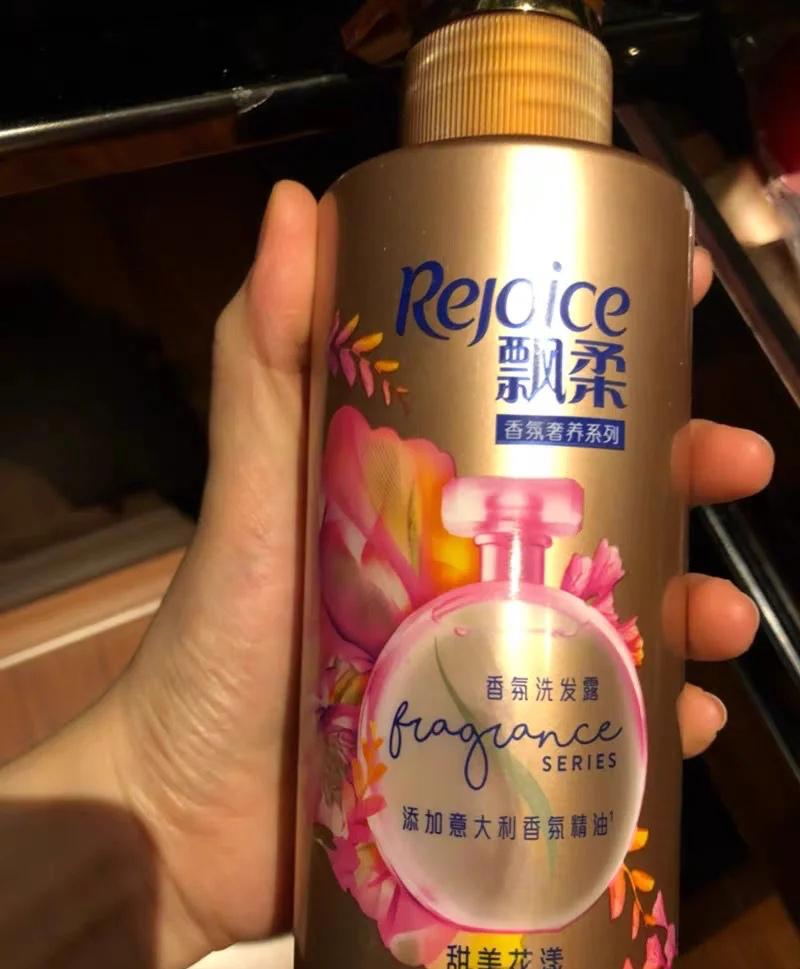 Rejoice
飘柔
香氛奢养系列
香氛洗发露
fragrance
SERIES
添加意大利香氛精油¹
甜美花漾